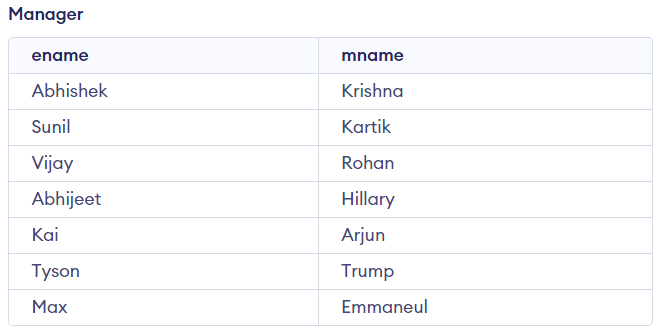 Manager
ename mname
Abhishek Krishna
Sunil Kartik
Vijay Rohan
Abhijeet Hillary
Kai Arjun
Tyson Trump
Max Emmaneul